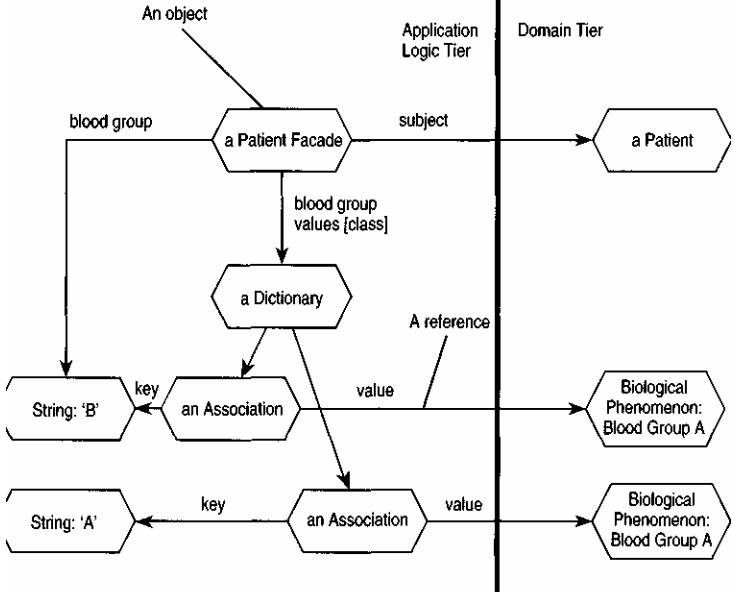 An object
Application
Logic Tier
Domain Tier
blood group
a Patient Facade
subject
a Patient
blood group
values [class]
a Dictionary
A reference
String: ‘B’
key
an Association
value
Biological
Phenomenon:
Blood Group A
String: ‘A’
key
an Association
value
Biological
Phenomenon:
Blood Group A